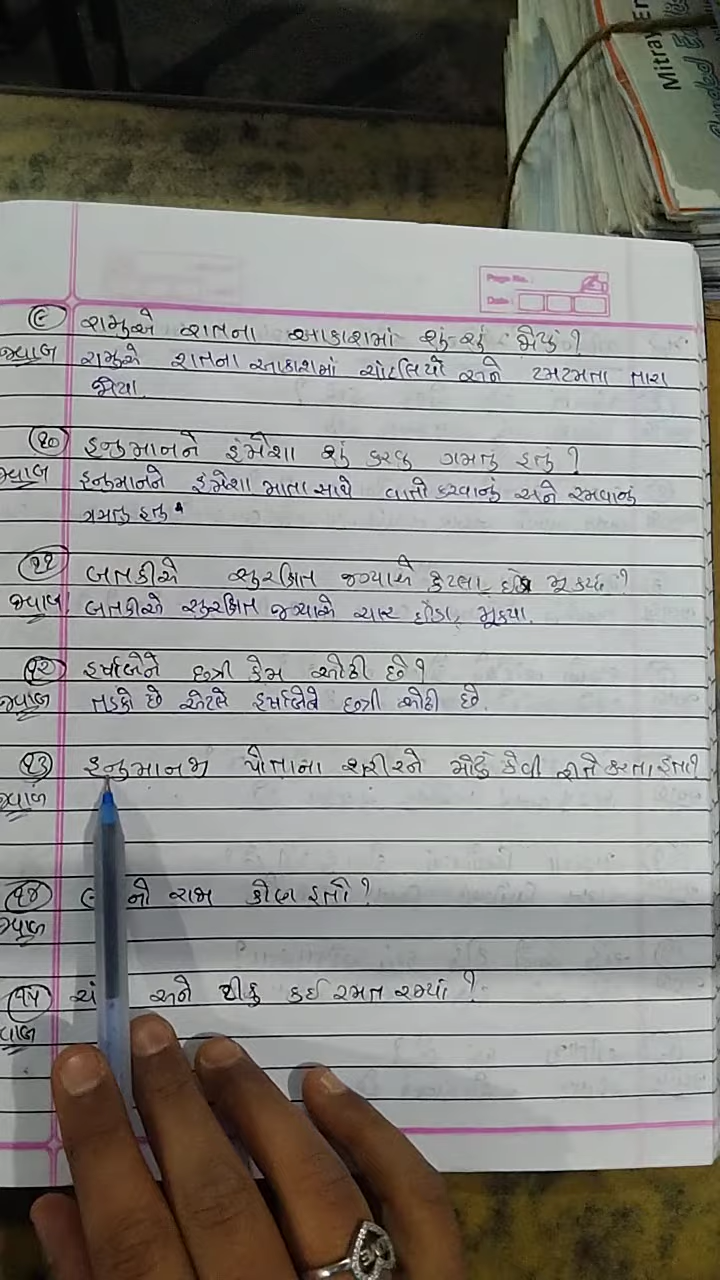 Mitray En
Page No.
Date:
૯ રાજુએ રાતના આકાશમાં શું-શું જોયું?
જવાબ રાજુએ રાતના આકાશમાં ચાંદલિયો અને ટમટમતા તારા
જોયા.
૧૦ હનુમાનને હંમેશા શું કરવુ ગમતું હતું?
જવાબ હનુમાનને હંમેશા માતા સાથે વાતો કરવાનું અને રમવાનું
ગમતુ હતુ.
૧૧ બતકીએ સુરક્ષિત જગ્યાએ કેટલા ઈંડા મૂક્યાં?
જવાબ બતકીએ સુરક્ષિત જગ્યાએ ચાર ઈંડા મૂક્યા.
૧૨ હર્ષાબેને છત્રી કેમ ઓઢી છે?
જવાબ તડકો છે એટલે હર્ષાબેને છત્રી ઓઢી છે.
૧૩ હનુમાનજી પોતાના શરીરને મોટું કેવી રીતે કરતા હતા?
જવાબ
૧૪ નો રાજા કોણ હતો?
જવાબ
૧૫ અને ચીકુ કઈ રમત રમ્યાં?
જવાબ